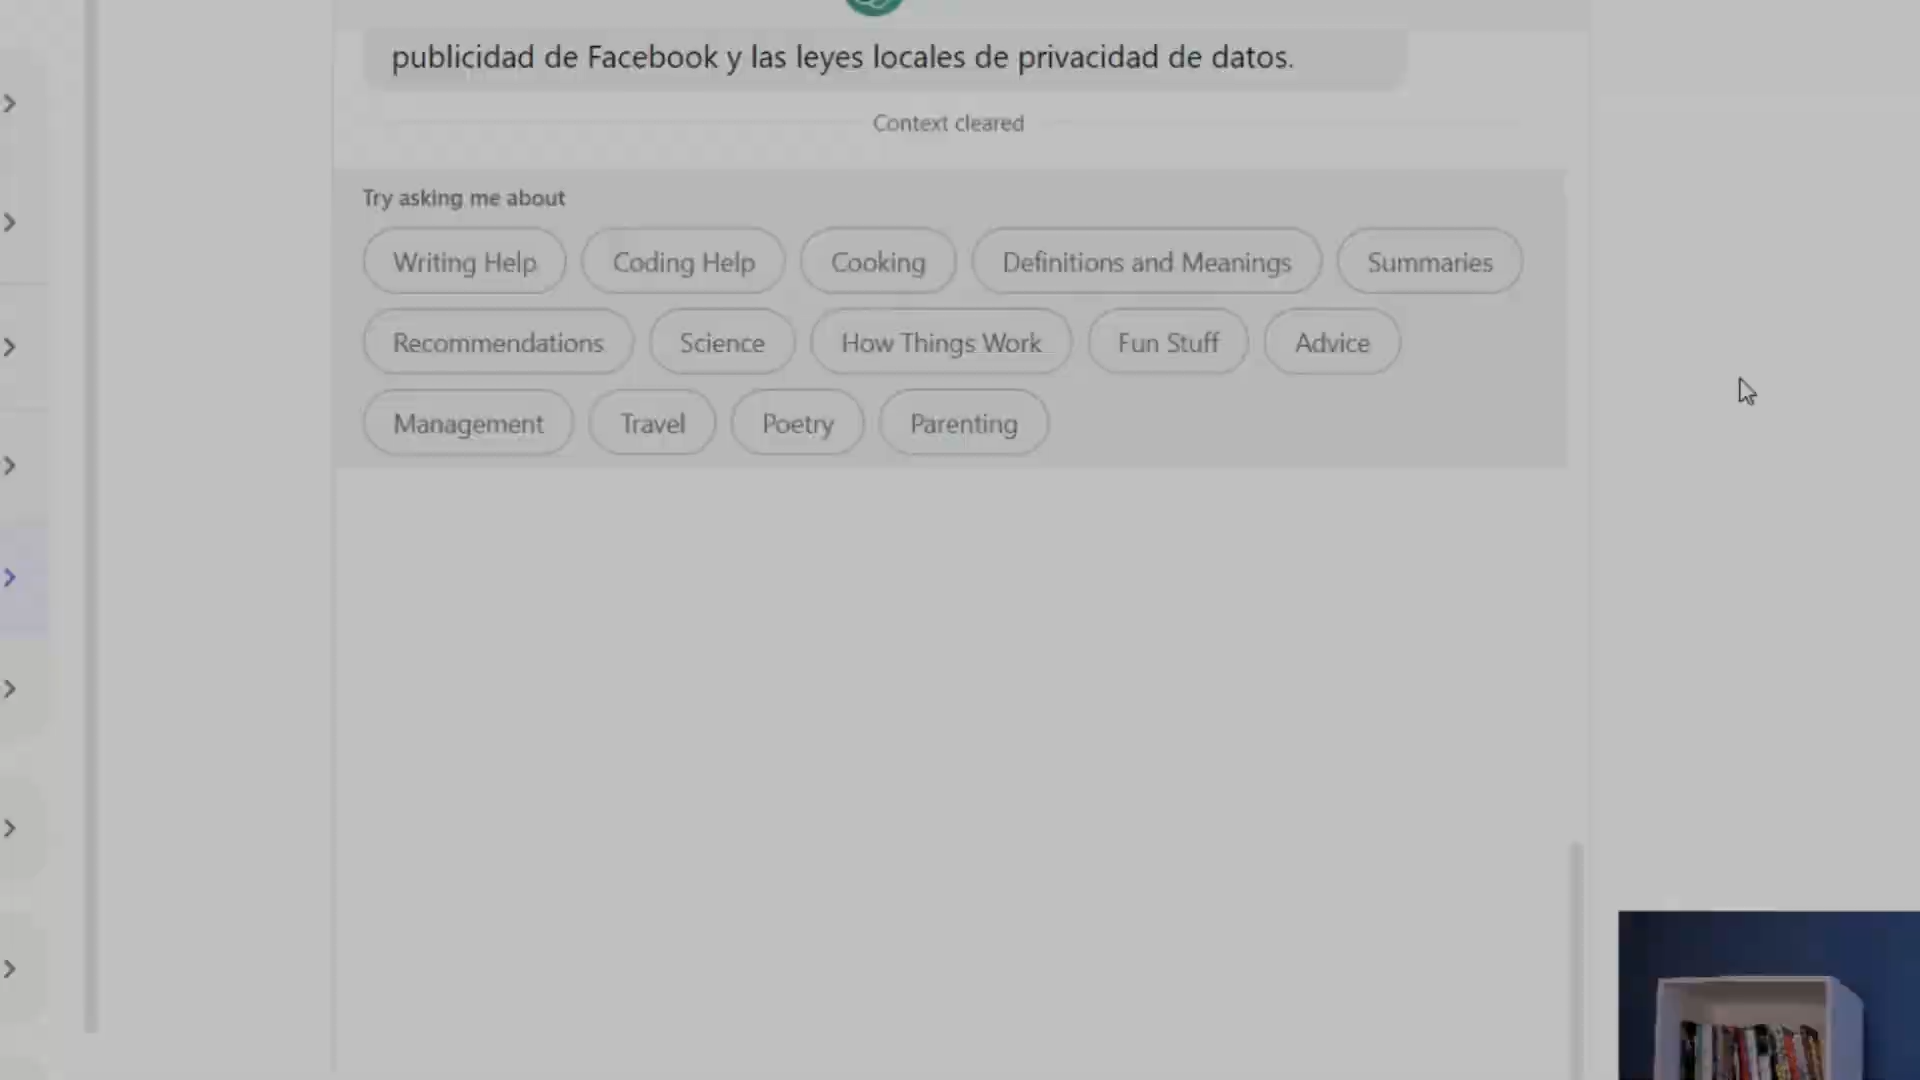 publicidad de Facebook y las leyes locales de privacidad de datos.
Context cleared
Try asking me about
Writing Help
Coding Help
Cooking
Definitions and Meanings
Summaries
Recommendations
Science
How Things Work
Fun Stuff
Advice
Management
Travel
Poetry
Parenting